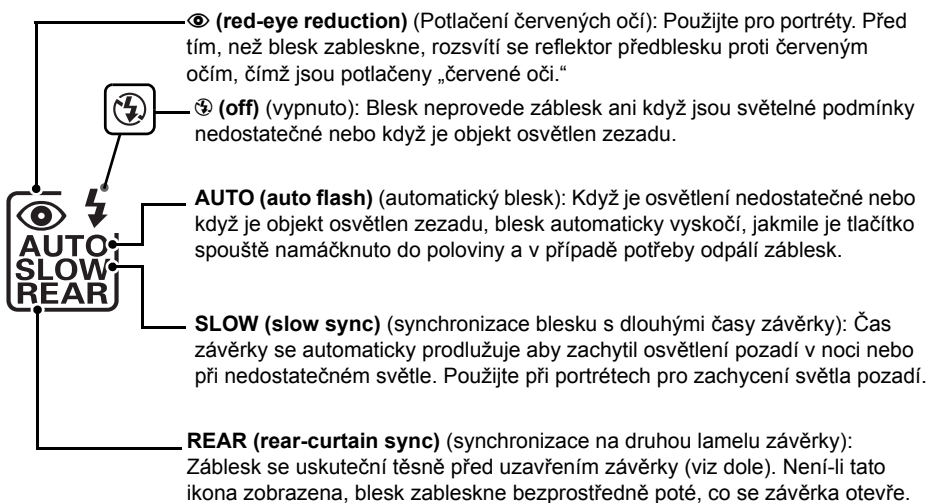 👁 (red-eye reduction) (Potlačení červených očí): Použijte pro portréty. Před
tím, než blesk zableskne, rozsvítí se reflektor předblesku proti červeným
očím, čímž jsou potlačeny „červené oči.“
(off) (vypnuto): Blesk neprovede záblesk ani když jsou světelné podmínky
nedostatečné nebo když je objekt osvětlen zezadu.
AUTO (auto flash) (automatický blesk): Když je osvětlení nedostatečné nebo
když je objekt osvětlen zezadu, blesk automaticky vyskočí, jakmile je tlačítko
spouště namáčknuto do poloviny a v případě potřeby odpálí záblesk.
AUTO
SLOW
REAR
SLOW (slow sync) (synchronizace blesku s dlouhými časy závěrky): Čas
závěrky se automaticky prodlužuje aby zachytil osvětlení pozadí v noci nebo
při nedostatečném světle. Použijte při portrétech pro zachycení světla pozadí.
REAR (rear-curtain sync) (synchronizace na druhou lamelu závěrky):
Záblesk se uskuteční těsně před uzavřením závěrky (viz dole). Není-li tato
ikona zobrazena, blesk zableskne bezprostředně poté, co se závěrka otevře.